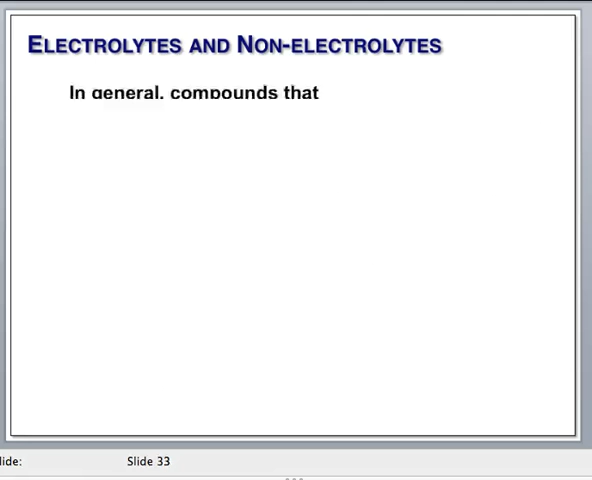 ELECTROLYTES AND NON-ELECTROLYTES
In general, compounds that
lide:
Slide 33